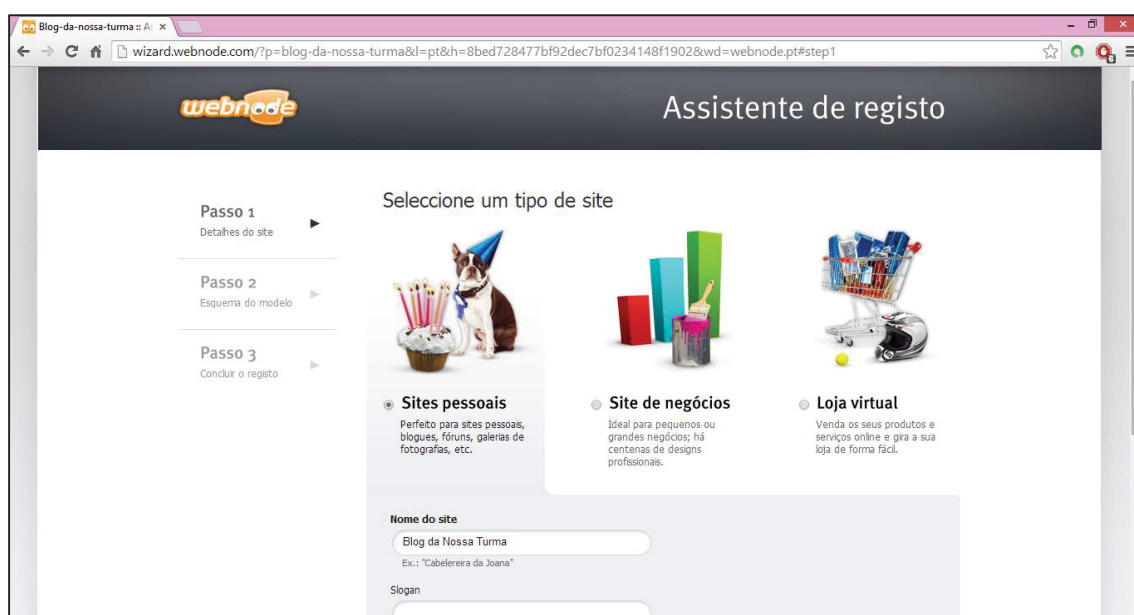 Blog-da-nossa-turma :: A
wizard.webnode.com/?p=blog-da-nossa-turma&l=pt&h=8bed728477bf92dec7bf0234148f1902&wd=webnode.pt#step1
webnode
Assistente de registo
Passo 1
Detalhes do site
Passo 2
Esquema do modelo
Passo 3
Concluir o registo
Seleccione um tipo de site
Sites pessoais
Perfeito para sites pessoais,
blogues, fóruns, galerias de
fotografias, etc.
Site de negócios
Ideal para pequenos ou
grandes negócios; há
centenas de designs
profissionais.
Loja virtual
Venda os seus produtos e
serviços online e gira a sua
loja de forma fácil.
Nome do site
Blog da Nossa Turma
Ex.: "Cabelereira da Joana"
Slogan